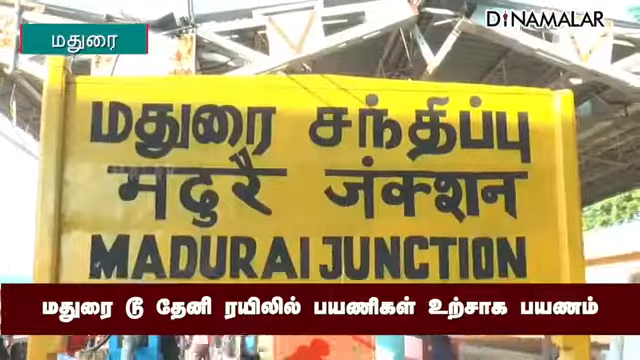 மதுரை
DINAMALAR
மதுரை சந்திப்பு
मदुरै जंक्शन
MADURAI JUNCTION
மதுரை டூ தேனி ரயிலில் பயணிகள் உற்சாக பயணம்